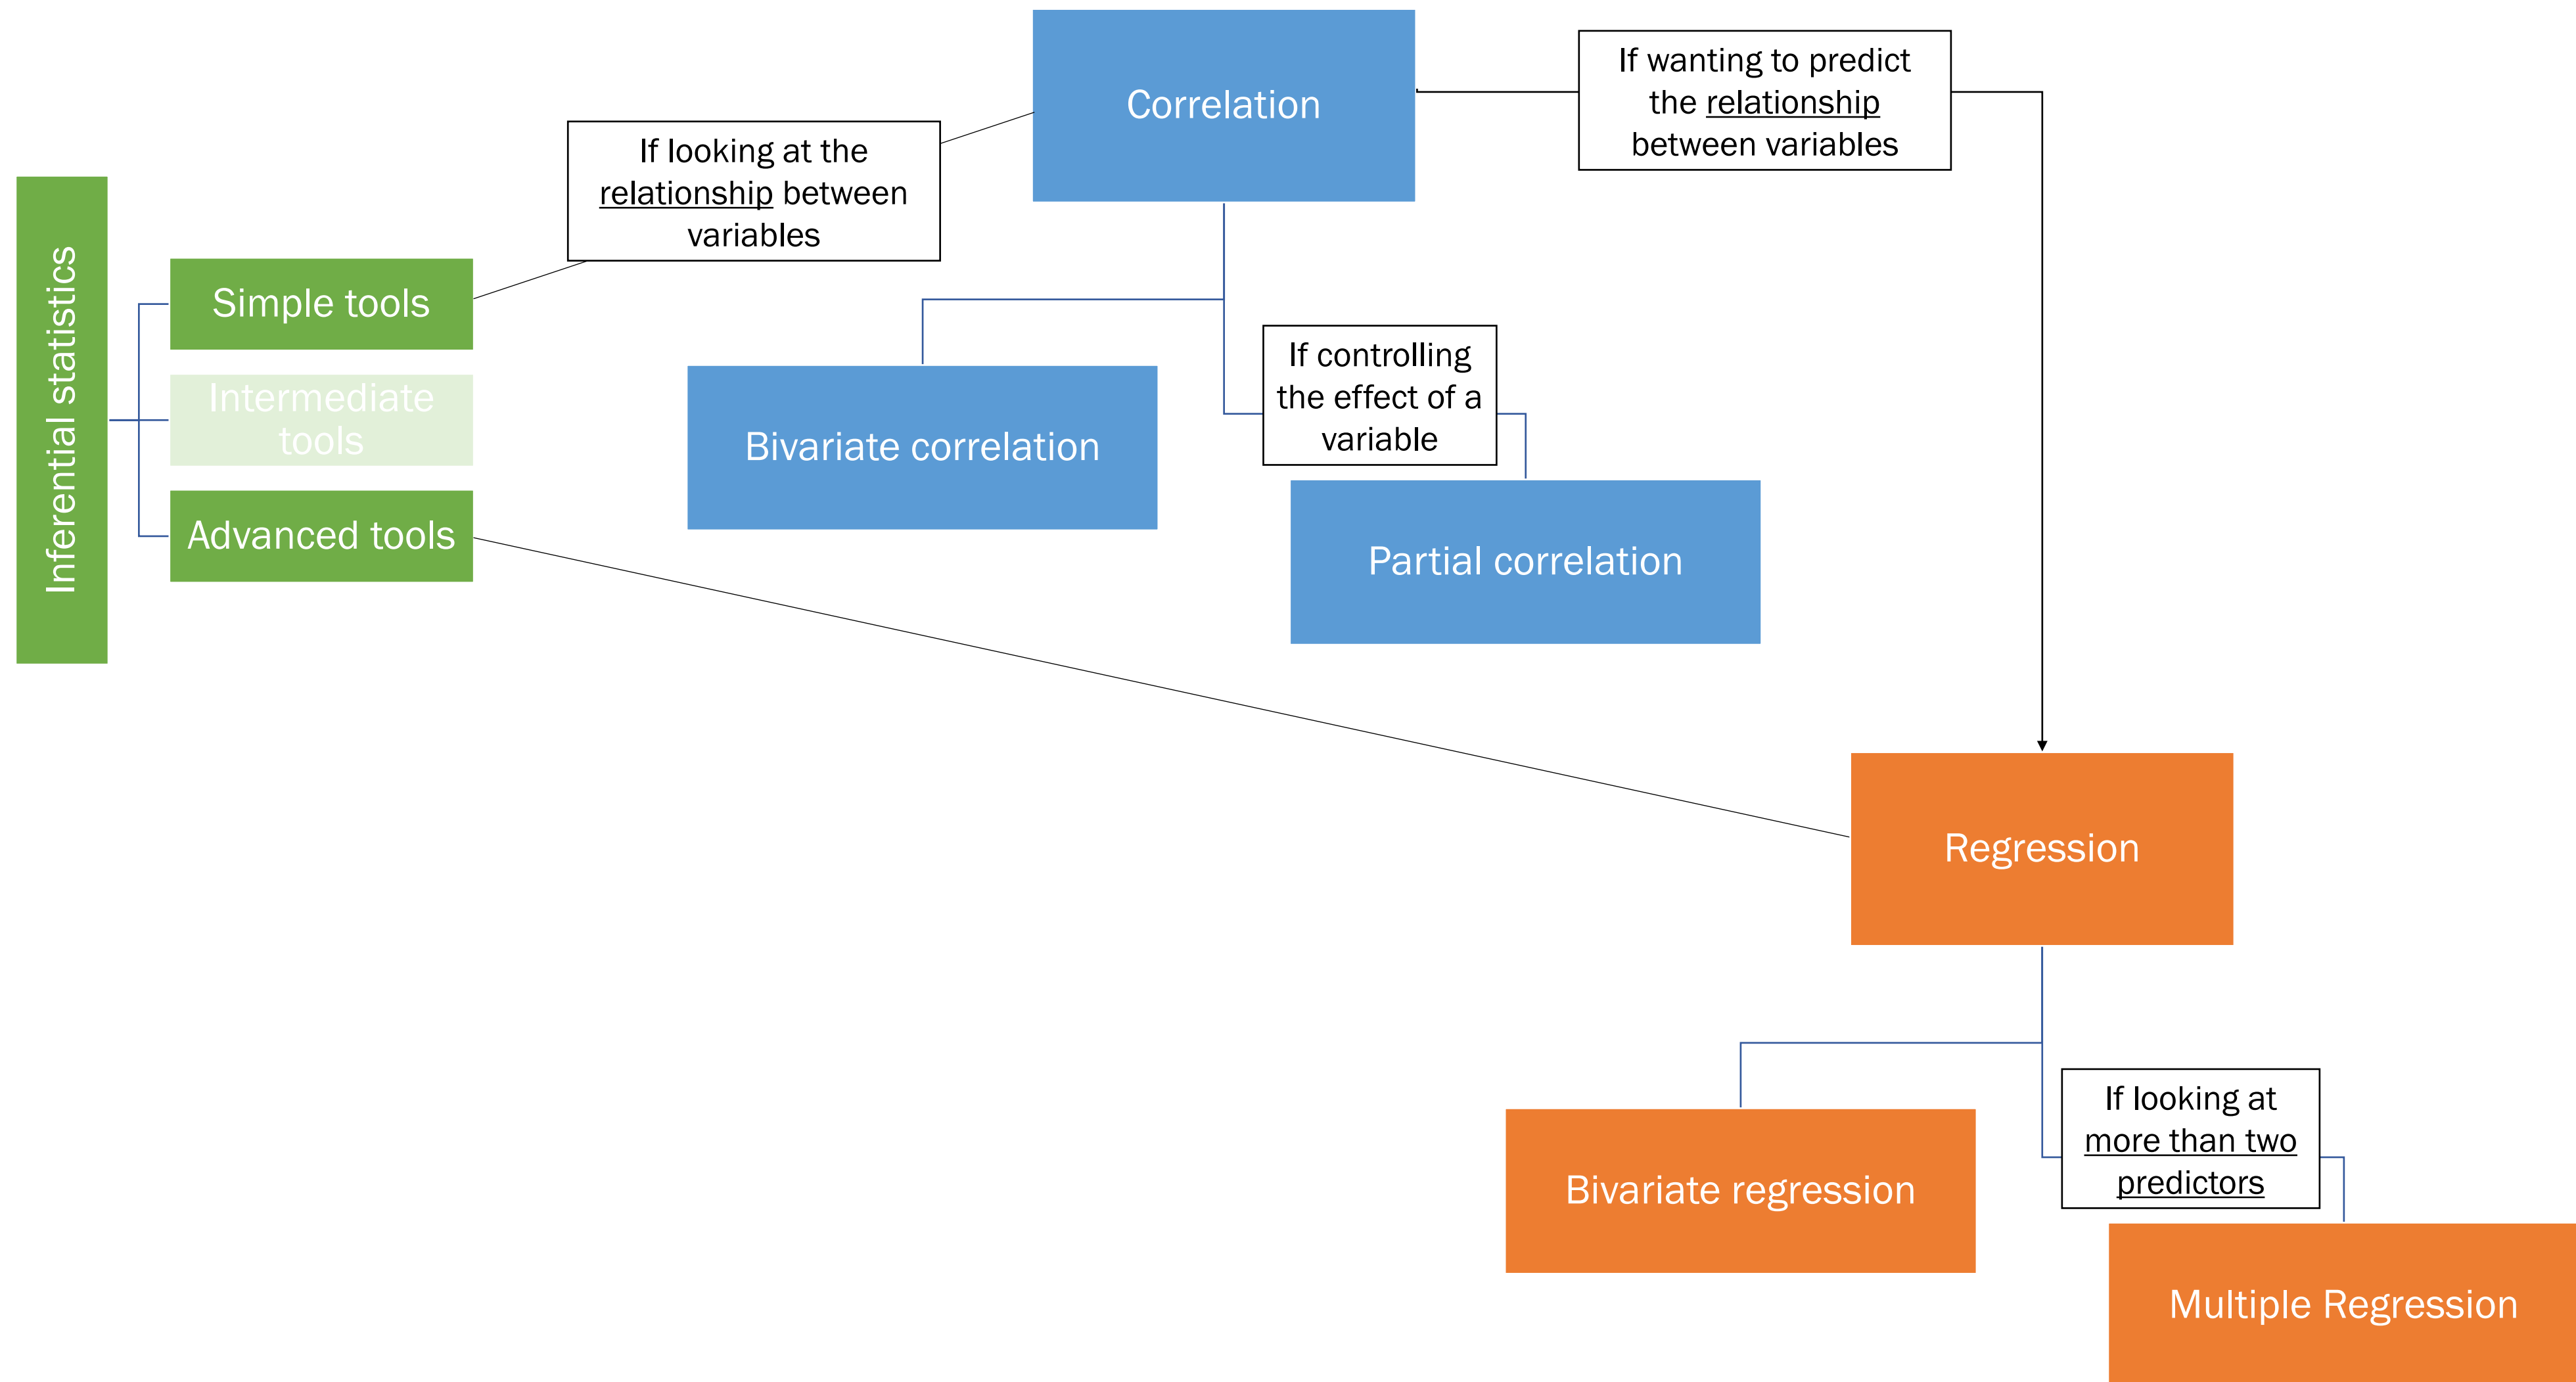 Inferential statistics
Simple tools
Intermediate
tools
Advanced tools
If looking at the
relationship between
variables
Correlation
If wanting to predict
the relationship
between variables
Bivariate correlation
If controlling
the effect of a
variable
Partial correlation
Regression
Bivariate regression
If looking at
more than two
predictors
Multiple Regression